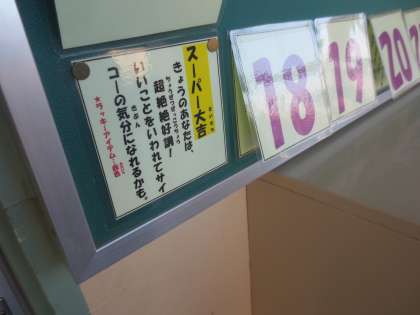 スーパー大吉
きょうのあなたは、
超絶絶好調!
いいことをいわれてサイ
コーの気分になれるかも。
18
19
20
2